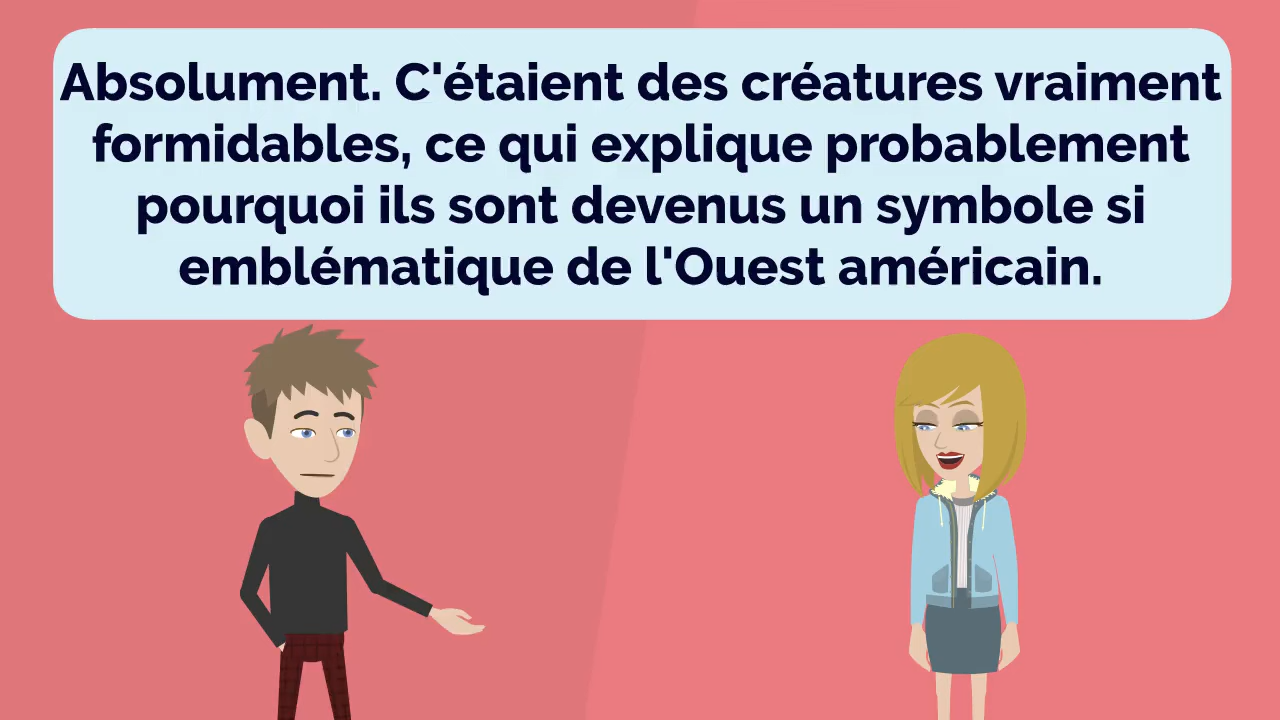 Absolument. C'étaient des créatures vraiment
formidables, ce qui explique probablement
pourquoi ils sont devenus un symbole si
emblématique de l'Ouest américain.